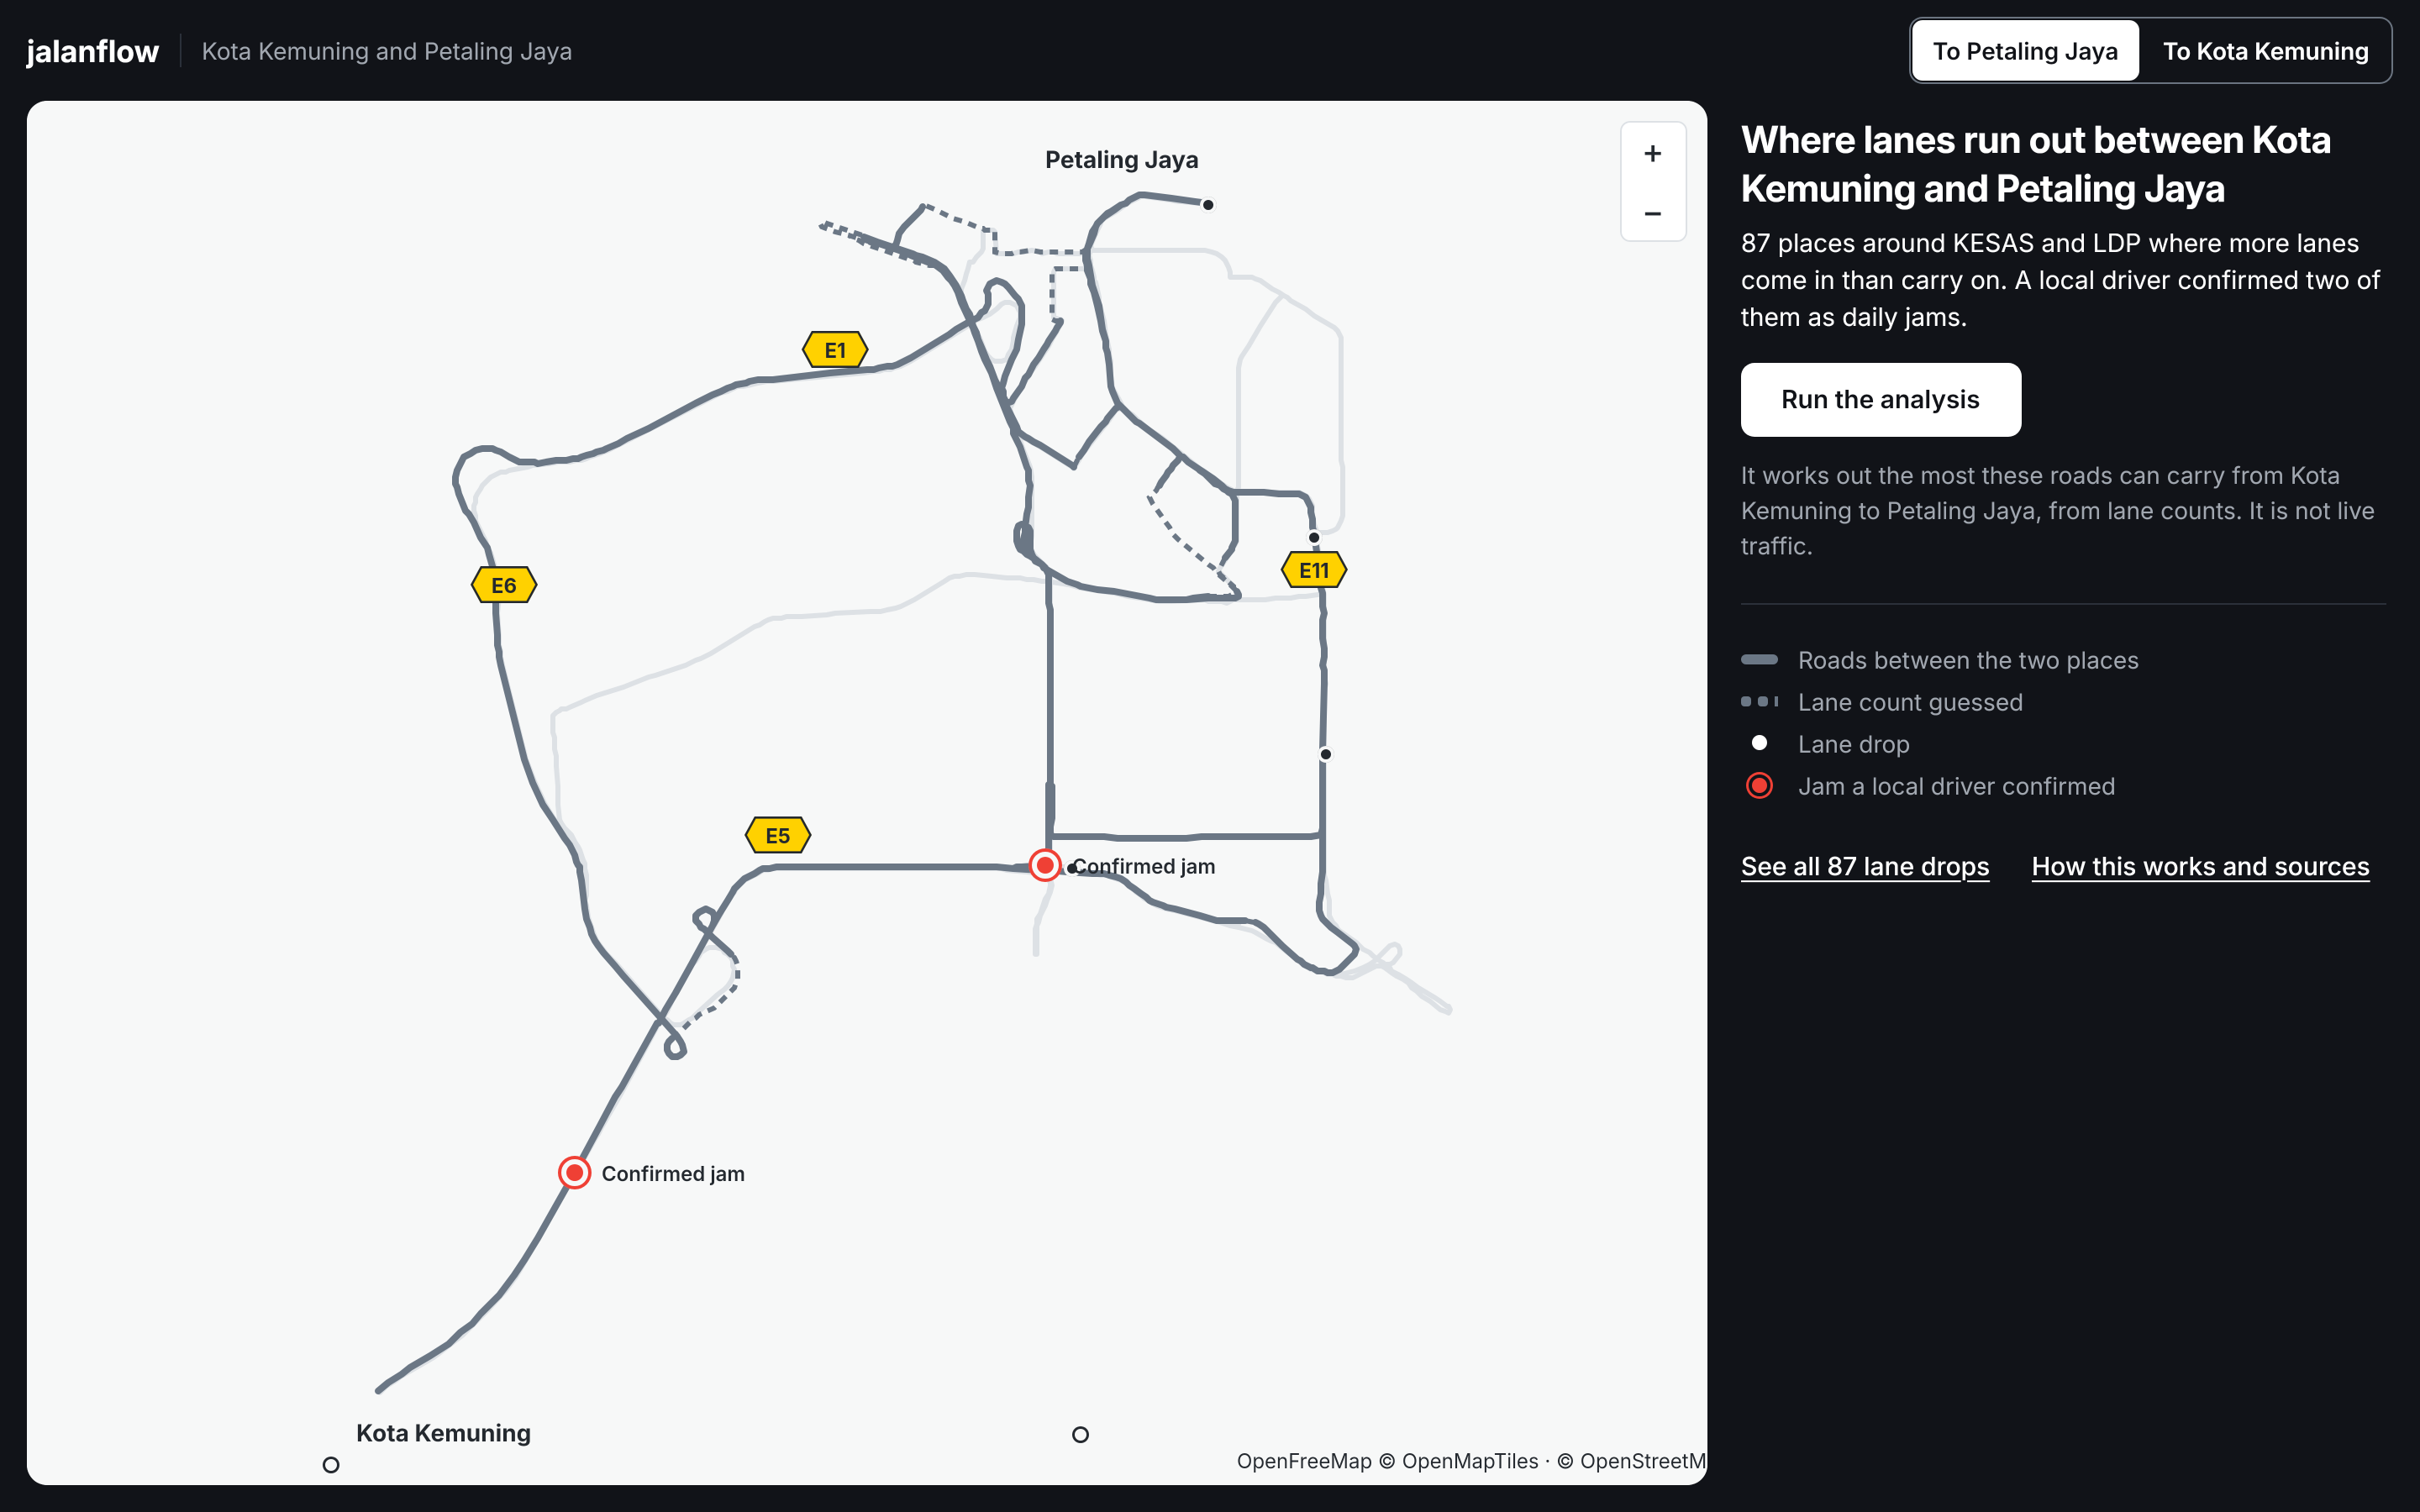 jalanflow
Kota Kemuning and Petaling Jaya
To Petaling Jaya
To Kota Kemuning
Petaling Jaya
+
−
E1
E6
E11
E5
Confirmed jam
Confirmed jam
Kota Kemuning
OpenFreeMap © OpenMapTiles · © OpenStreetM
Where lanes run out between Kota
Kemuning and Petaling Jaya
87 places around KESAS and LDP where more lanes
come in than carry on. A local driver confirmed two of
them as daily jams.
Run the analysis
It works out the most these roads can carry from Kota
Kemuning to Petaling Jaya, from lane counts. It is not live
traffic.
Roads between the two places
Lane count guessed
Lane drop
Jam a local driver confirmed
See all 87 lane drops
How this works and sources